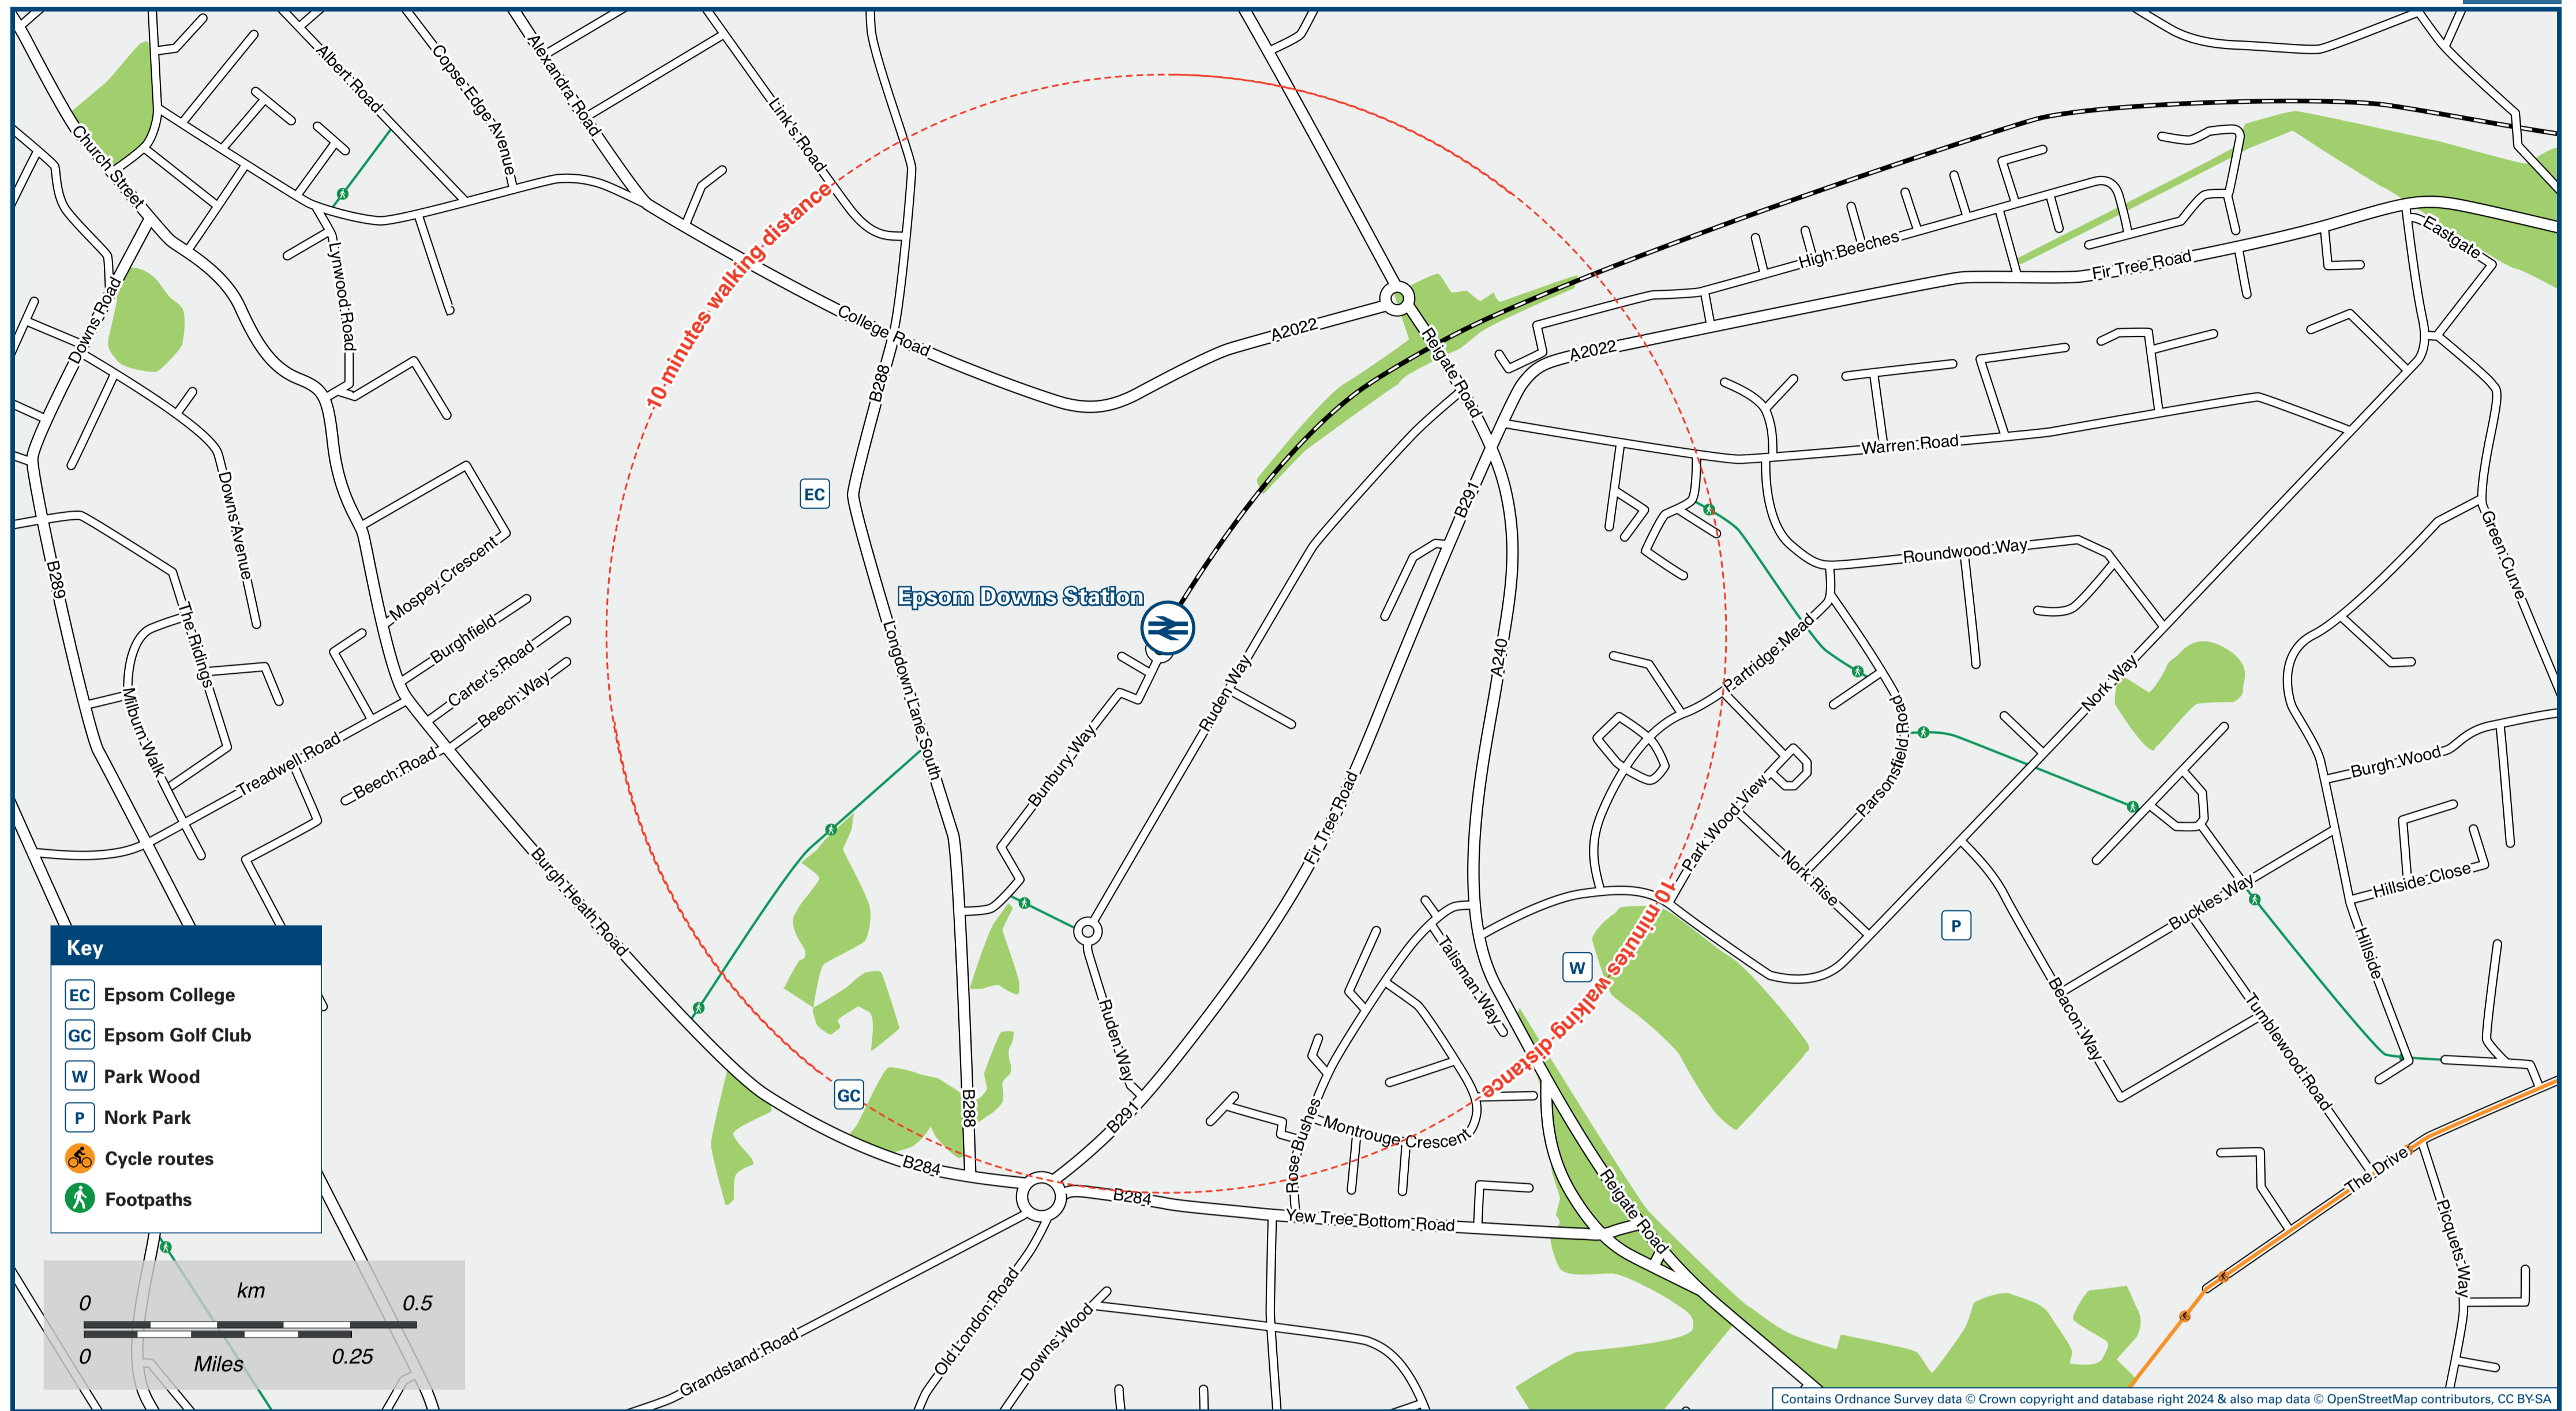 Albert Road
Copse Edge Avenue
Alexandra Road
Link's Road
Church Street
10 minutes walking distance
Lynwood Road
Downs Road
College Road
A2022
Reigate Road
A2022
High Beeches
Fir Tree Road
Eastgate
B288
Warren Road
EC
B291
Downs Avenue
Mospey Crescent
Roundwood Way
Green Curve
B289
Epsom Downs Station
The Ridings
Burghfield
Carter's Road
Beech Way
Longdown Lane South
Ruden Way
A240
Partridge Mead
Nork Way
Milburn Walk
Treadwell Road
Beech Road
Bunbury Way
Parsonsfield Road
Burgh Wood
Fir Tree Road
Park Wood View
Nork Rise
Burgh Heath Road
Hillside Close
Buckles Way
P
Hillside
Talisman Way
W
10 minutes walking distance
Beacon Way
Tumblewood Road
Ruden Way
GC
B288
B291
Rose Bushes
Montrouge Crescent
B284
B284
Yew Tree Bottom Road
Reigate Road
The Drive
Picquets Way
Grandstand Road
Old London Road
Downs Wood
Key
EC Epsom College
GC Epsom Golf Club
W Park Wood
P Nork Park
Cycle routes
Footpaths
km
0 0.5
0 Miles 0.25
Contains Ordnance Survey data © Crown copyright and database right 2024 & also map data © OpenStreetMap contributors, CC BY-SA